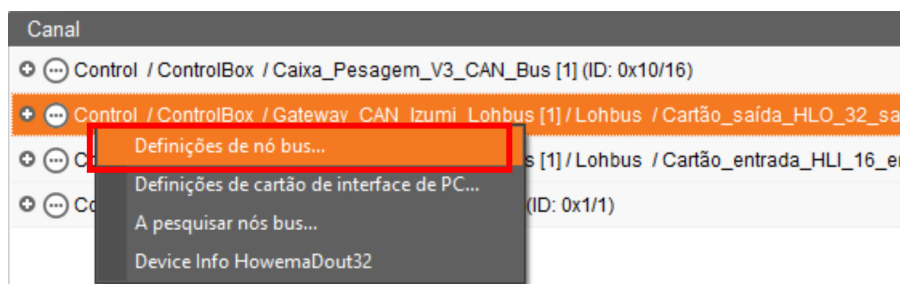 Canal
Control / ControlBox / Caixa_Pesagem_V3_CAN_Bus [1] (ID: 0x10/16)
Control / ControlBox / Gateway_CAN_Izumi_Lohbus [1] / Lohbus / Cartão_saída_HLO_32_sa
Definições de nó bus...
s [1] / Lohbus / Cartão_entrada_HLI_16_e
Definições de cartão de interface de PC...
(ID: 0x1/1)
A pesquisar nós bus...
Device Info HowemaDout32